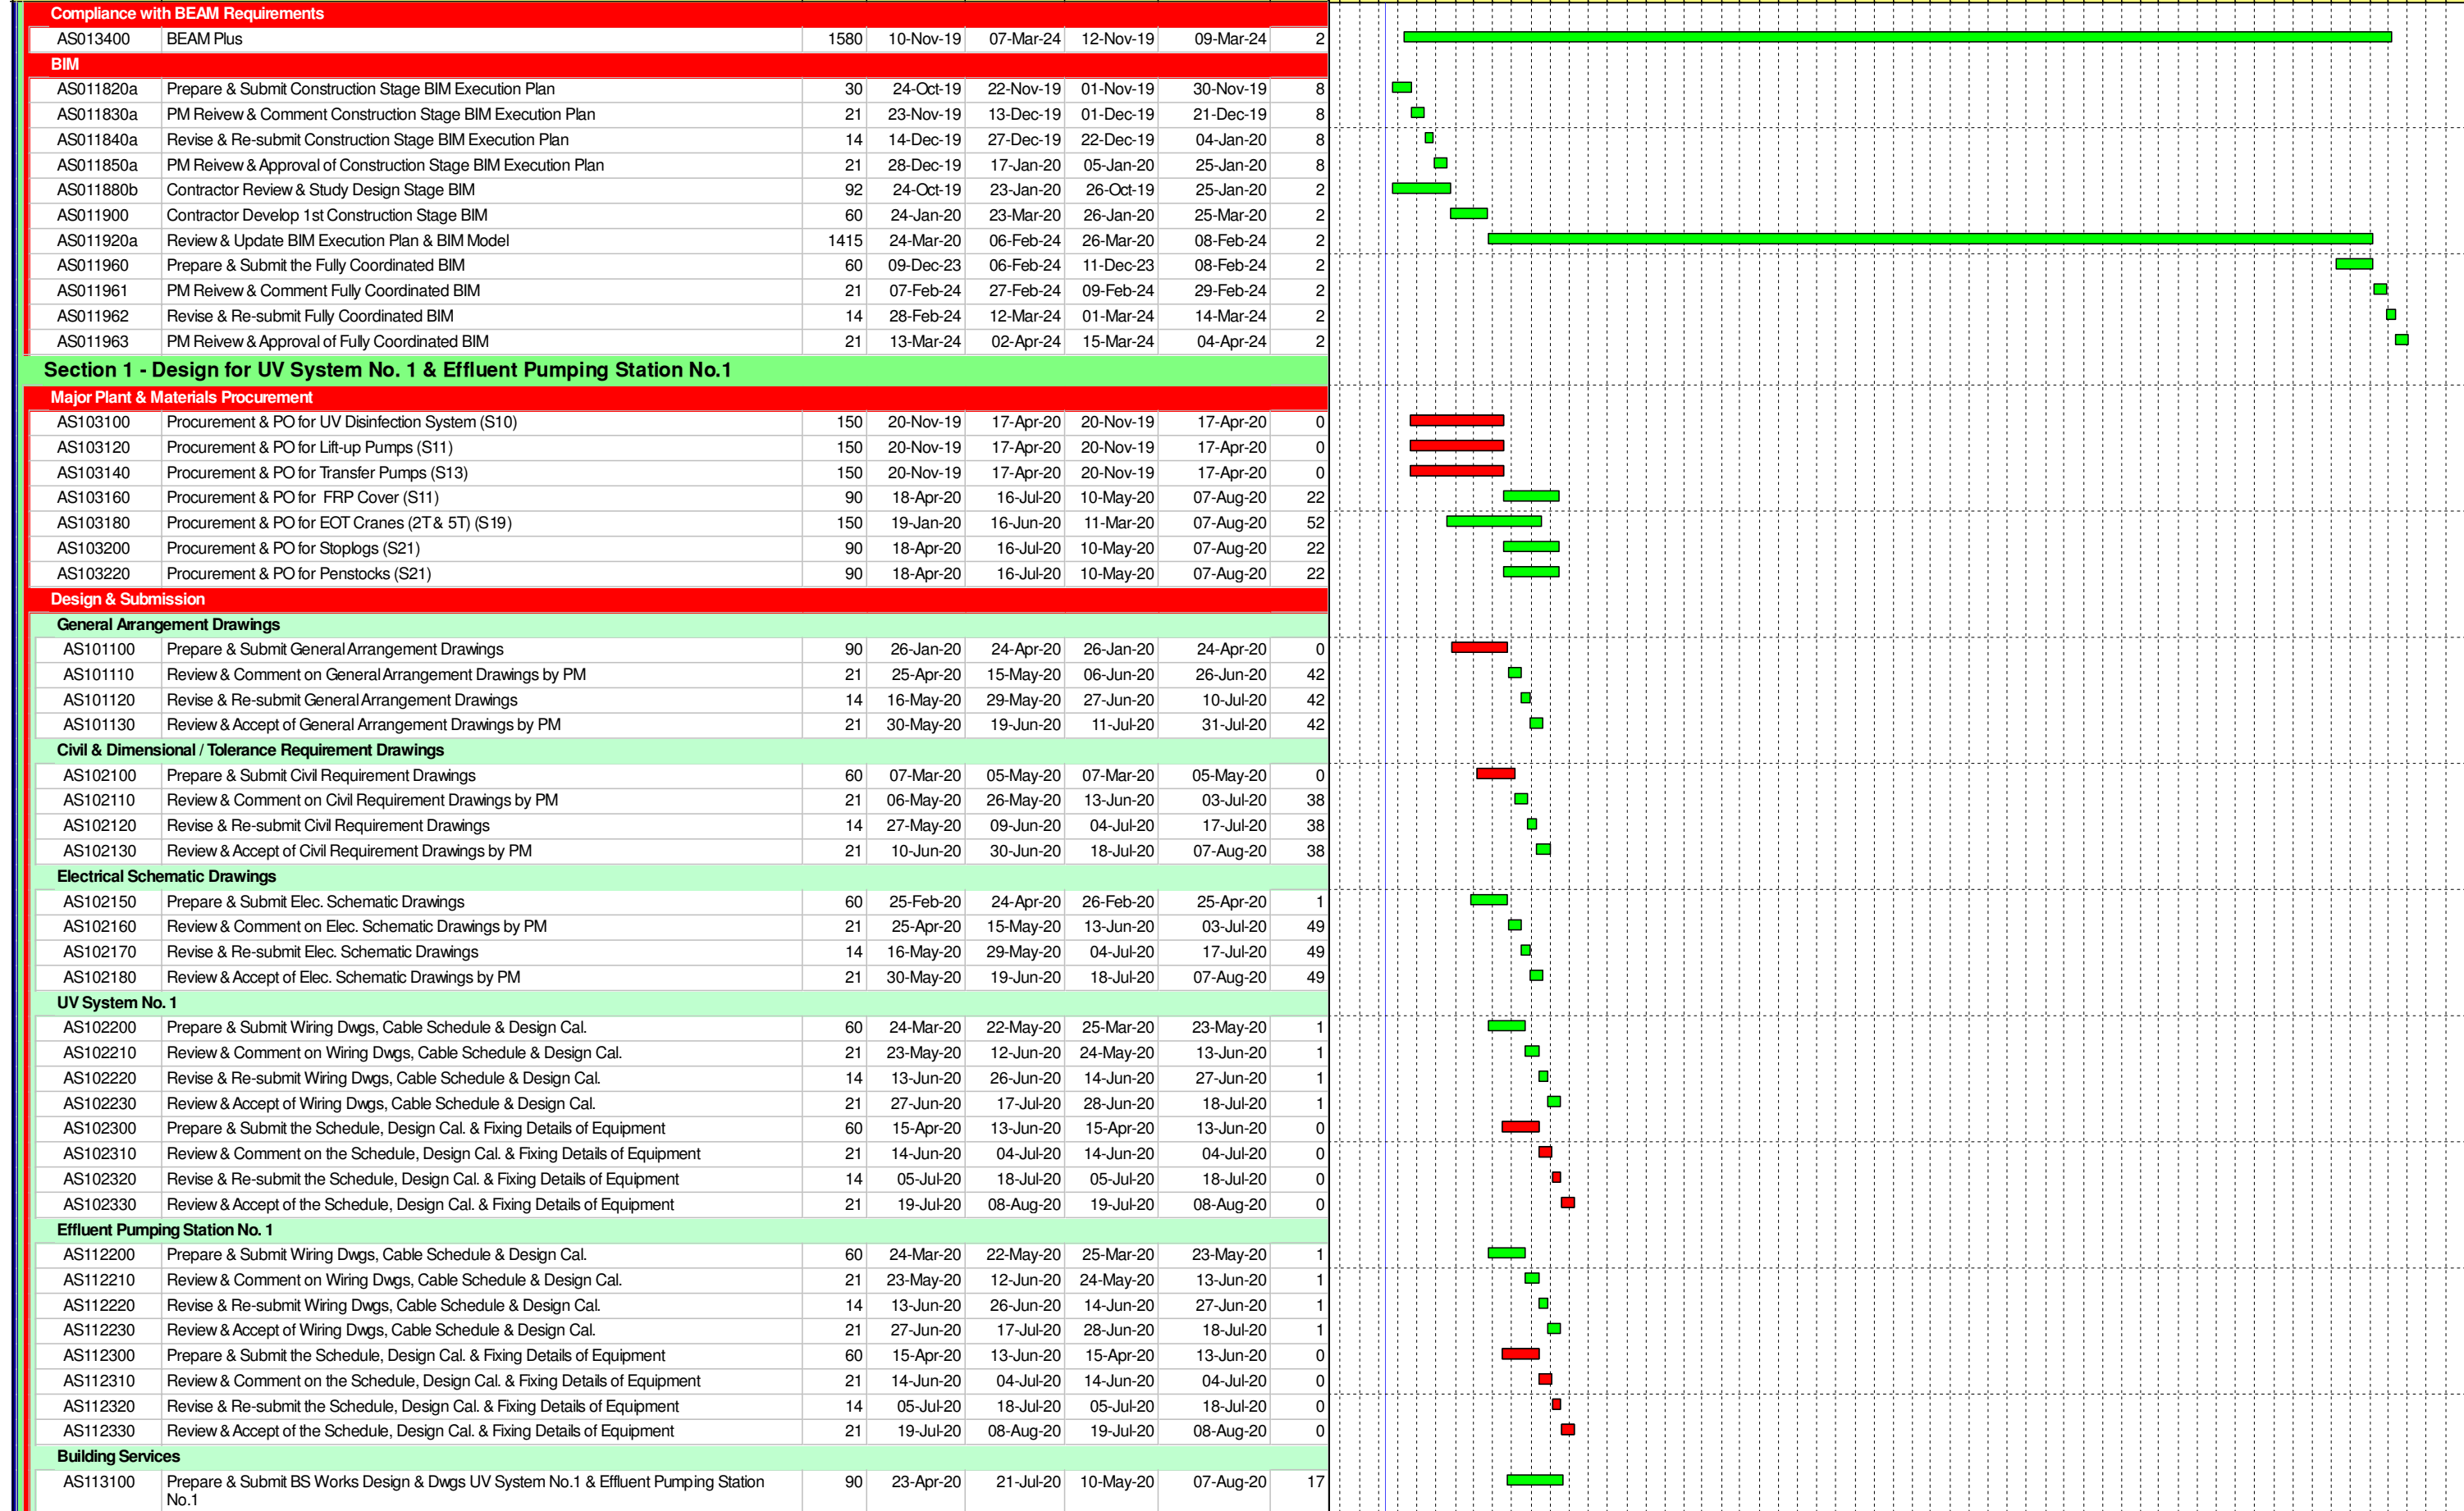 Compliance with BEAM Requirements
AS013400 BEAM Plus 1580 10-Nov-19 07-Mar-24 12-Nov-19 09-Mar-24 2
BIM
AS011820a Prepare & Submit Construction Stage BIM Execution Plan 30 24-Oct-19 22-Nov-19 01-Nov-19 30-Nov-19 8
AS011830a PM Reivew & Comment Construction Stage BIM Execution Plan 21 23-Nov-19 13-Dec-19 01-Dec-19 21-Dec-19 8
AS011840a Revise & Re-submit Construction Stage BIM Execution Plan 14 14-Dec-19 27-Dec-19 22-Dec-19 04-Jan-20 8
AS011850a PM Reivew & Approval of Construction Stage BIM Execution Plan 21 28-Dec-19 17-Jan-20 05-Jan-20 25-Jan-20 8
AS011880b Contractor Review & Study Design Stage BIM 92 24-Oct-19 23-Jan-20 26-Oct-19 25-Jan-20 2
AS011900 Contractor Develop 1st Construction Stage BIM 60 24-Jan-20 23-Mar-20 26-Jan-20 25-Mar-20 2
AS011920a Review & Update BIM Execution Plan & BIM Model 1415 24-Mar-20 06-Feb-24 26-Mar-20 08-Feb-24 2
AS011960 Prepare & Submit the Fully Coordinated BIM 60 09-Dec-23 06-Feb-24 11-Dec-23 08-Feb-24 2
AS011961 PM Reivew & Comment Fully Coordinated BIM 21 07-Feb-24 27-Feb-24 09-Feb-24 29-Feb-24 2
AS011962 Revise & Re-submit Fully Coordinated BIM 14 28-Feb-24 12-Mar-24 01-Mar-24 14-Mar-24 2
AS011963 PM Reivew & Approval of Fully Coordinated BIM 21 13-Mar-24 02-Apr-24 15-Mar-24 04-Apr-24 2
Section 1 - Design for UV System No. 1 & Effluent Pumping Station No.1
Major Plant & Materials Procurement
AS103100 Procurement & PO for UV Disinfection System (S10) 150 20-Nov-19 17-Apr-20 20-Nov-19 17-Apr-20 0
AS103120 Procurement & PO for Lift-up Pumps (S11) 150 20-Nov-19 17-Apr-20 20-Nov-19 17-Apr-20 0
AS103140 Procurement & PO for Transfer Pumps (S13) 150 20-Nov-19 17-Apr-20 20-Nov-19 17-Apr-20 0
AS103160 Procurement & PO for FRP Cover (S11) 90 18-Apr-20 16-Jul-20 10-May-20 07-Aug-20 22
AS103180 Procurement & PO for EOT Cranes (2T & 5T) (S19) 150 19-Jan-20 16-Jun-20 11-Mar-20 07-Aug-20 52
AS103200 Procurement & PO for Stoplogs (S21) 90 18-Apr-20 16-Jul-20 10-May-20 07-Aug-20 22
AS103220 Procurement & PO for Penstocks (S21) 90 18-Apr-20 16-Jul-20 10-May-20 07-Aug-20 22
Design & Submission
General Arrangement Drawings
AS101100 Prepare & Submit General Arrangement Drawings 90 26-Jan-20 24-Apr-20 26-Jan-20 24-Apr-20 0
AS101110 Review & Comment on General Arrangement Drawings by PM 21 25-Apr-20 15-May-20 06-Jun-20 26-Jun-20 42
AS101120 Revise & Re-submit General Arrangement Drawings 14 16-May-20 29-May-20 27-Jun-20 10-Jul-20 42
AS101130 Review & Accept of General Arrangement Drawings by PM 21 30-May-20 19-Jun-20 11-Jul-20 31-Jul-20 42
Civil & Dimensional / Tolerance Requirement Drawings
AS102100 Prepare & Submit Civil Requirement Drawings 60 07-Mar-20 05-May-20 07-Mar-20 05-May-20 0
AS102110 Review & Comment on Civil Requirement Drawings by PM 21 06-May-20 26-May-20 13-Jun-20 03-Jul-20 38
AS102120 Revise & Re-submit Civil Requirement Drawings 14 27-May-20 09-Jun-20 04-Jul-20 17-Jul-20 38
AS102130 Review & Accept of Civil Requirement Drawings by PM 21 10-Jun-20 30-Jun-20 18-Jul-20 07-Aug-20 38
Electrical Schematic Drawings
AS102150 Prepare & Submit Elec. Schematic Drawings 60 25-Feb-20 24-Apr-20 26-Feb-20 25-Apr-20 1
AS102160 Review & Comment on Elec. Schematic Drawings by PM 21 25-Apr-20 15-May-20 13-Jun-20 03-Jul-20 49
AS102170 Revise & Re-submit Elec. Schematic Drawings 14 16-May-20 29-May-20 04-Jul-20 17-Jul-20 49
AS102180 Review & Accept of Elec. Schematic Drawings by PM 21 30-May-20 19-Jun-20 18-Jul-20 07-Aug-20 49
UV System No. 1
AS102200 Prepare & Submit Wiring Dwgs, Cable Schedule & Design Cal. 60 24-Mar-20 22-May-20 25-Mar-20 23-May-20 1
AS102210 Review & Comment on Wiring Dwgs, Cable Schedule & Design Cal. 21 23-May-20 12-Jun-20 24-May-20 13-Jun-20 1
AS102220 Revise & Re-submit Wiring Dwgs, Cable Schedule & Design Cal. 14 13-Jun-20 26-Jun-20 14-Jun-20 27-Jun-20 1
AS102230 Review & Accept of Wiring Dwgs, Cable Schedule & Design Cal. 21 27-Jun-20 17-Jul-20 28-Jun-20 18-Jul-20 1
AS102300 Prepare & Submit the Schedule, Design Cal. & Fixing Details of Equipment 60 15-Apr-20 13-Jun-20 15-Apr-20 13-Jun-20 0
AS102310 Review & Comment on the Schedule, Design Cal. & Fixing Details of Equipment 21 14-Jun-20 04-Jul-20 14-Jun-20 04-Jul-20 0
AS102320 Revise & Re-submit the Schedule, Design Cal. & Fixing Details of Equipment 14 05-Jul-20 18-Jul-20 05-Jul-20 18-Jul-20 0
AS102330 Review & Accept of the Schedule, Design Cal. & Fixing Details of Equipment 21 19-Jul-20 08-Aug-20 19-Jul-20 08-Aug-20 0
Effluent Pumping Station No. 1
AS112200 Prepare & Submit Wiring Dwgs, Cable Schedule & Design Cal. 60 24-Mar-20 22-May-20 25-Mar-20 23-May-20 1
AS112210 Review & Comment on Wiring Dwgs, Cable Schedule & Design Cal. 21 23-May-20 12-Jun-20 24-May-20 13-Jun-20 1
AS112220 Revise & Re-submit Wiring Dwgs, Cable Schedule & Design Cal. 14 13-Jun-20 26-Jun-20 14-Jun-20 27-Jun-20 1
AS112230 Review & Accept of Wiring Dwgs, Cable Schedule & Design Cal. 21 27-Jun-20 17-Jul-20 28-Jun-20 18-Jul-20 1
AS112300 Prepare & Submit the Schedule, Design Cal. & Fixing Details of Equipment 60 15-Apr-20 13-Jun-20 15-Apr-20 13-Jun-20 0
AS112310 Review & Comment on the Schedule, Design Cal. & Fixing Details of Equipment 21 14-Jun-20 04-Jul-20 14-Jun-20 04-Jul-20 0
AS112320 Revise & Re-submit the Schedule, Design Cal. & Fixing Details of Equipment 14 05-Jul-20 18-Jul-20 05-Jul-20 18-Jul-20 0
AS112330 Review & Accept of the Schedule, Design Cal. & Fixing Details of Equipment 21 19-Jul-20 08-Aug-20 19-Jul-20 08-Aug-20 0
Building Services
AS113100 Prepare & Submit BS Works Design & Dwgs UV System No.1 & Effluent Pumping Station 90 23-Apr-20 21-Jul-20 10-May-20 07-Aug-20 17
No.1